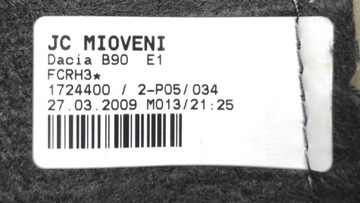 JC MIOVENI
Dacia B90 E1
FCRH3*
1724400 / 2-P05/034
27.03.2009 M013/21:25